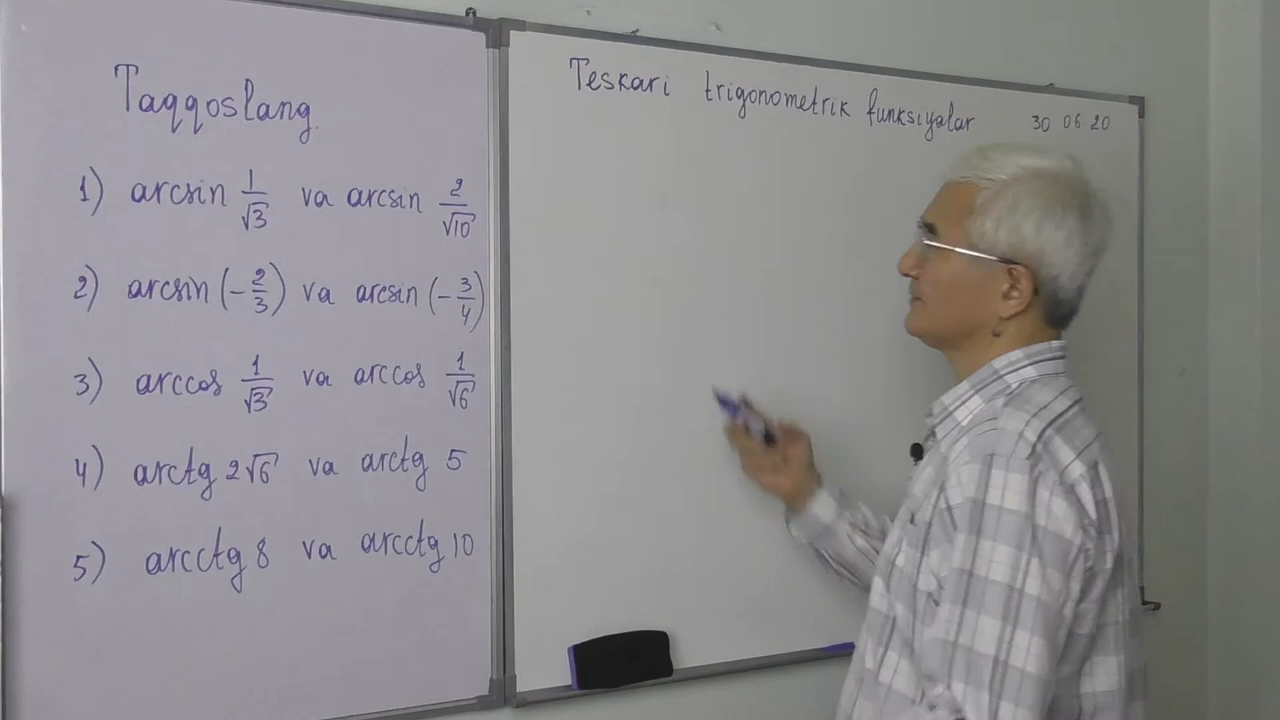 Taqqoslang.
1) arcsin 1/√3 va arcsin 2/√10
2) arcsin (-2/3) va arcsin (-3/4)
3) arccos 1/√3 va arccos 1/√6
4) arctg 2√6 va arctg 5
5) arcctg 8 va arcctg 10
Teskari trigonometrik funksiyalar 30 06 20